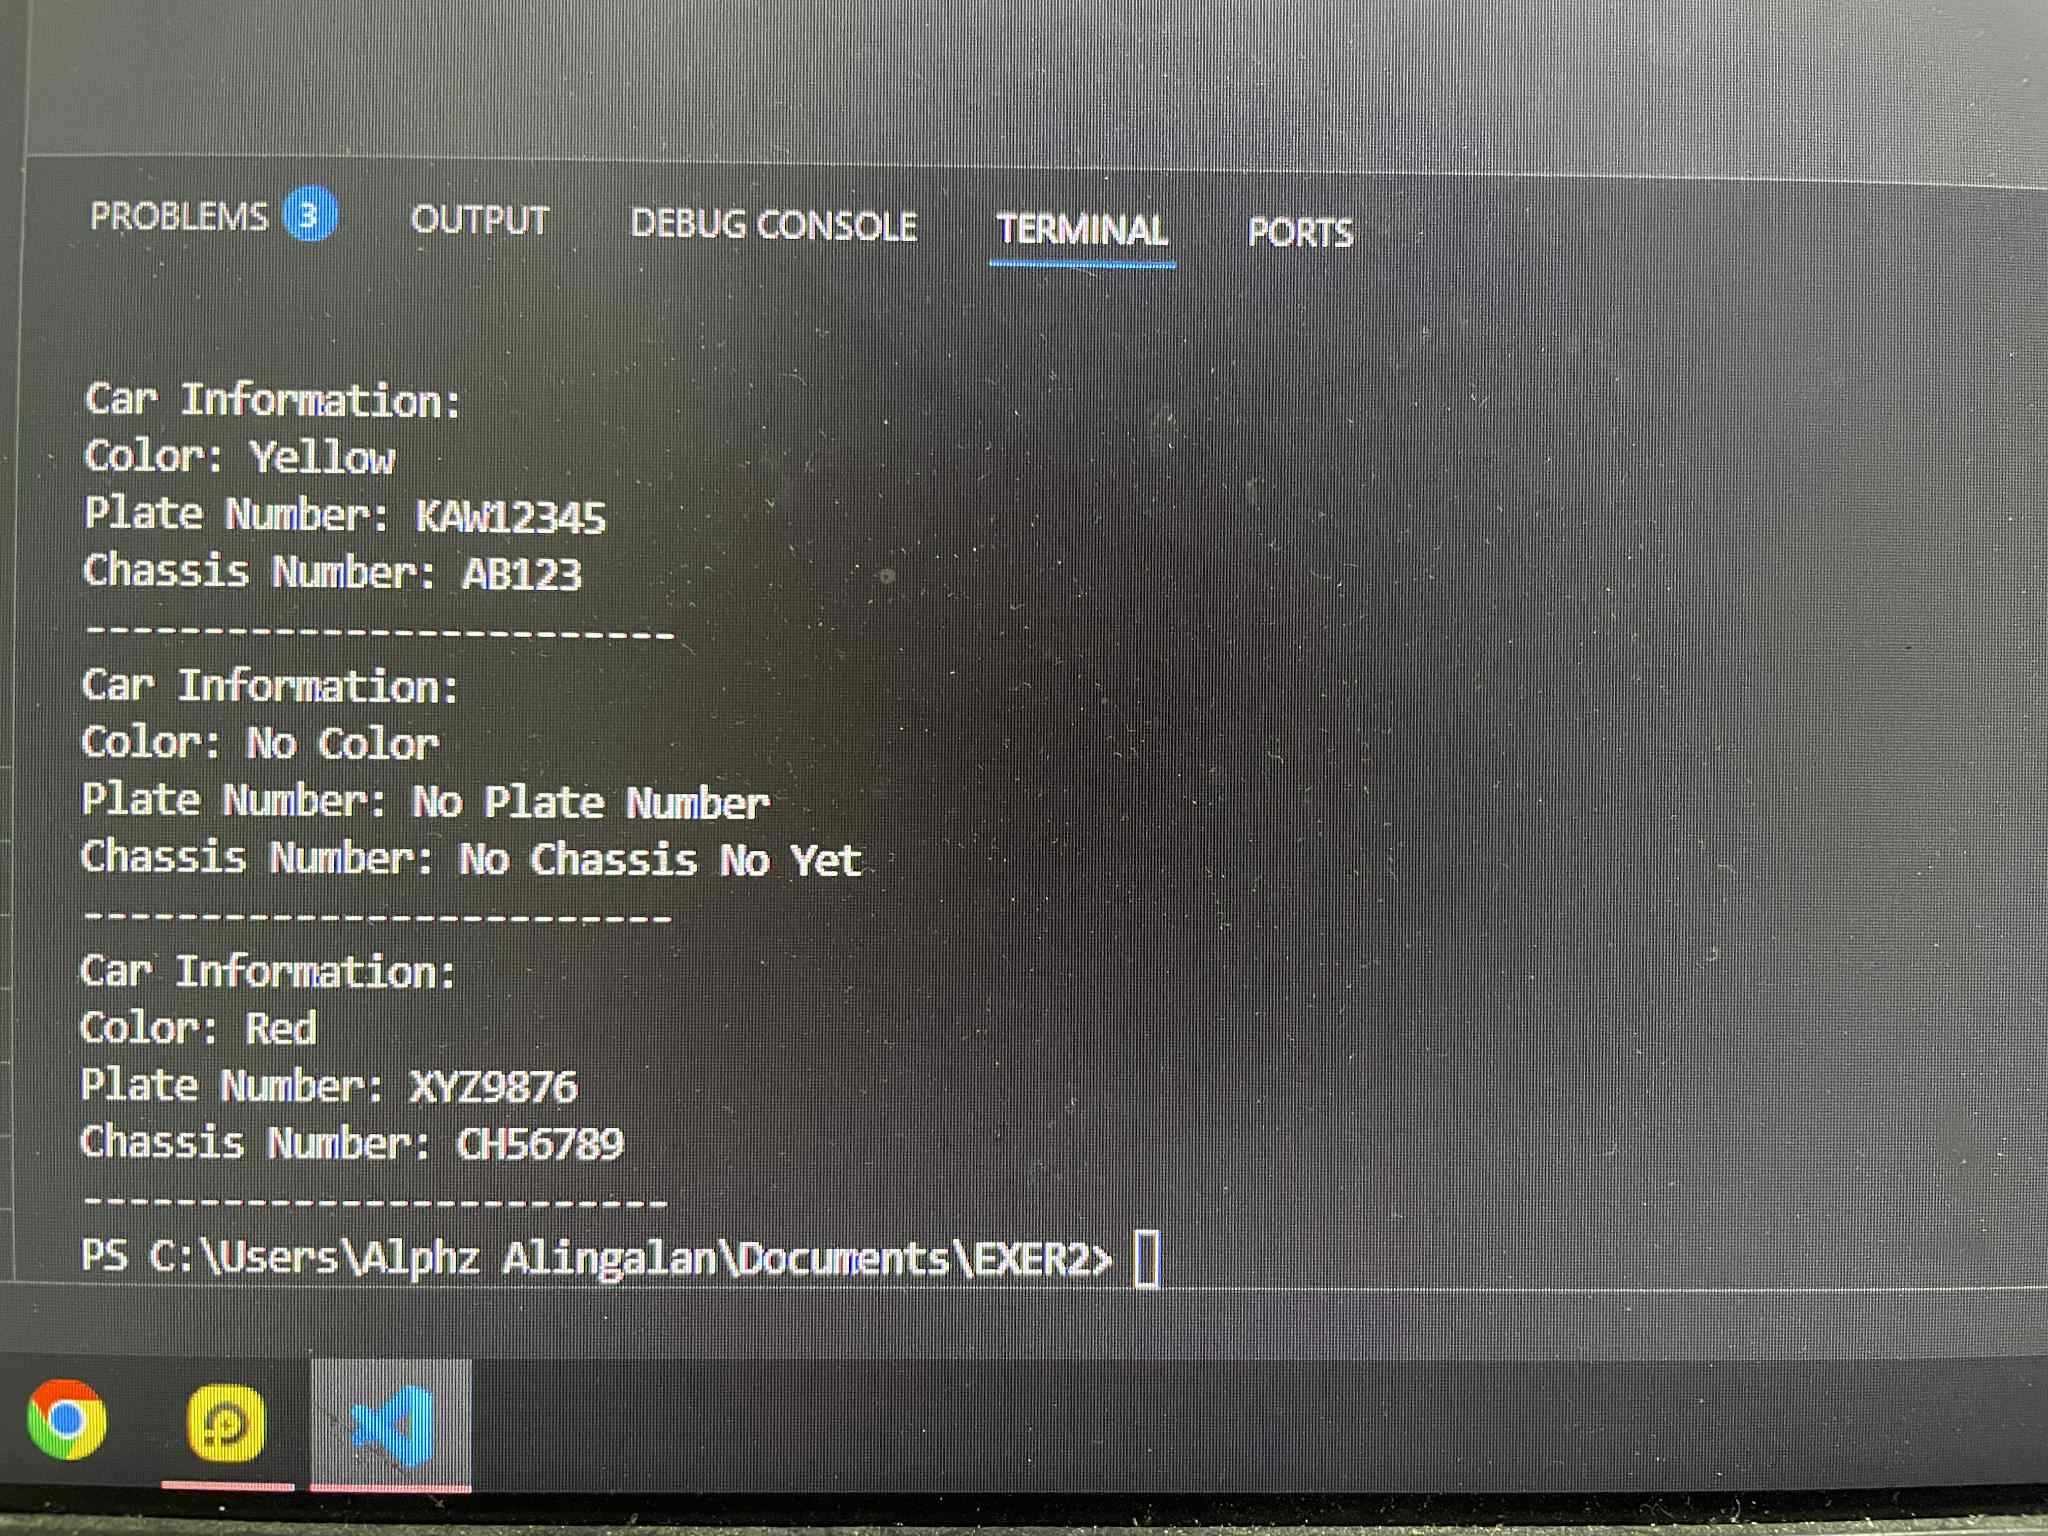 PROBLEMS 3 OUTPUT DEBUG CONSOLE TERMINAL PORTS
Car Information:
Color: Yellow
Plate Number: KAW12345
Chassis Number: AB123
-------------------------
Car Information:
Color: No Color
Plate Number: No Plate Number
Chassis Number: No Chassis No Yet
-------------------------
Car Information:
Color: Red
Plate Number: XYZ9876
Chassis Number: CH56789
-------------------------
PS C:\Users\Alphz Alingalan\Documents\EXER2>